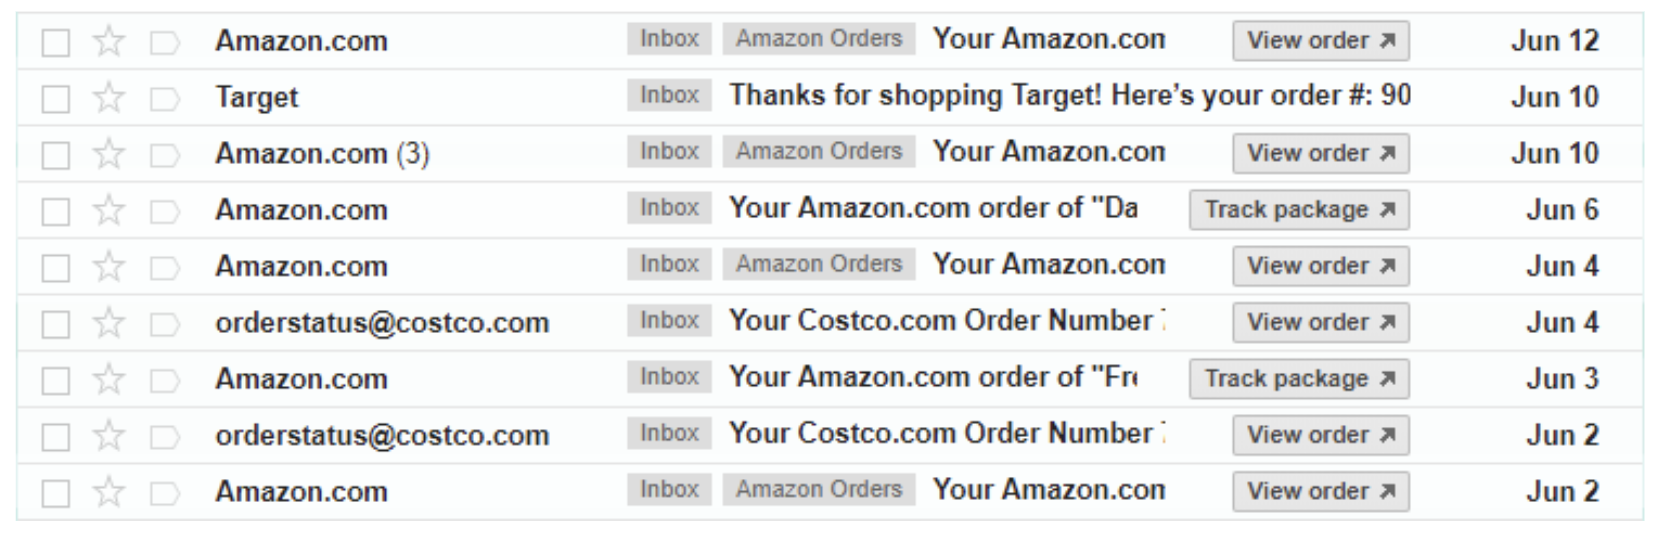 Amazon.com Inbox Amazon Orders Your Amazon.com View order Jun 12
Target Inbox Thanks for shopping Target! Here's your order #: 90 Jun 10
Amazon.com (3) Inbox Amazon Orders Your Amazon.com View order Jun 10
Amazon.com Inbox Your Amazon.com order of "Da Track package Jun 6
Amazon.com Inbox Amazon Orders Your Amazon.com View order Jun 4
orderstatus@costco.com Inbox Your Costco.com Order Number View order Jun 4
Amazon.com Inbox Your Amazon.com order of "Fre Track package Jun 3
orderstatus@costco.com Inbox Your Costco.com Order Number View order Jun 2
Amazon.com Inbox Amazon Orders Your Amazon.com View order Jun 2